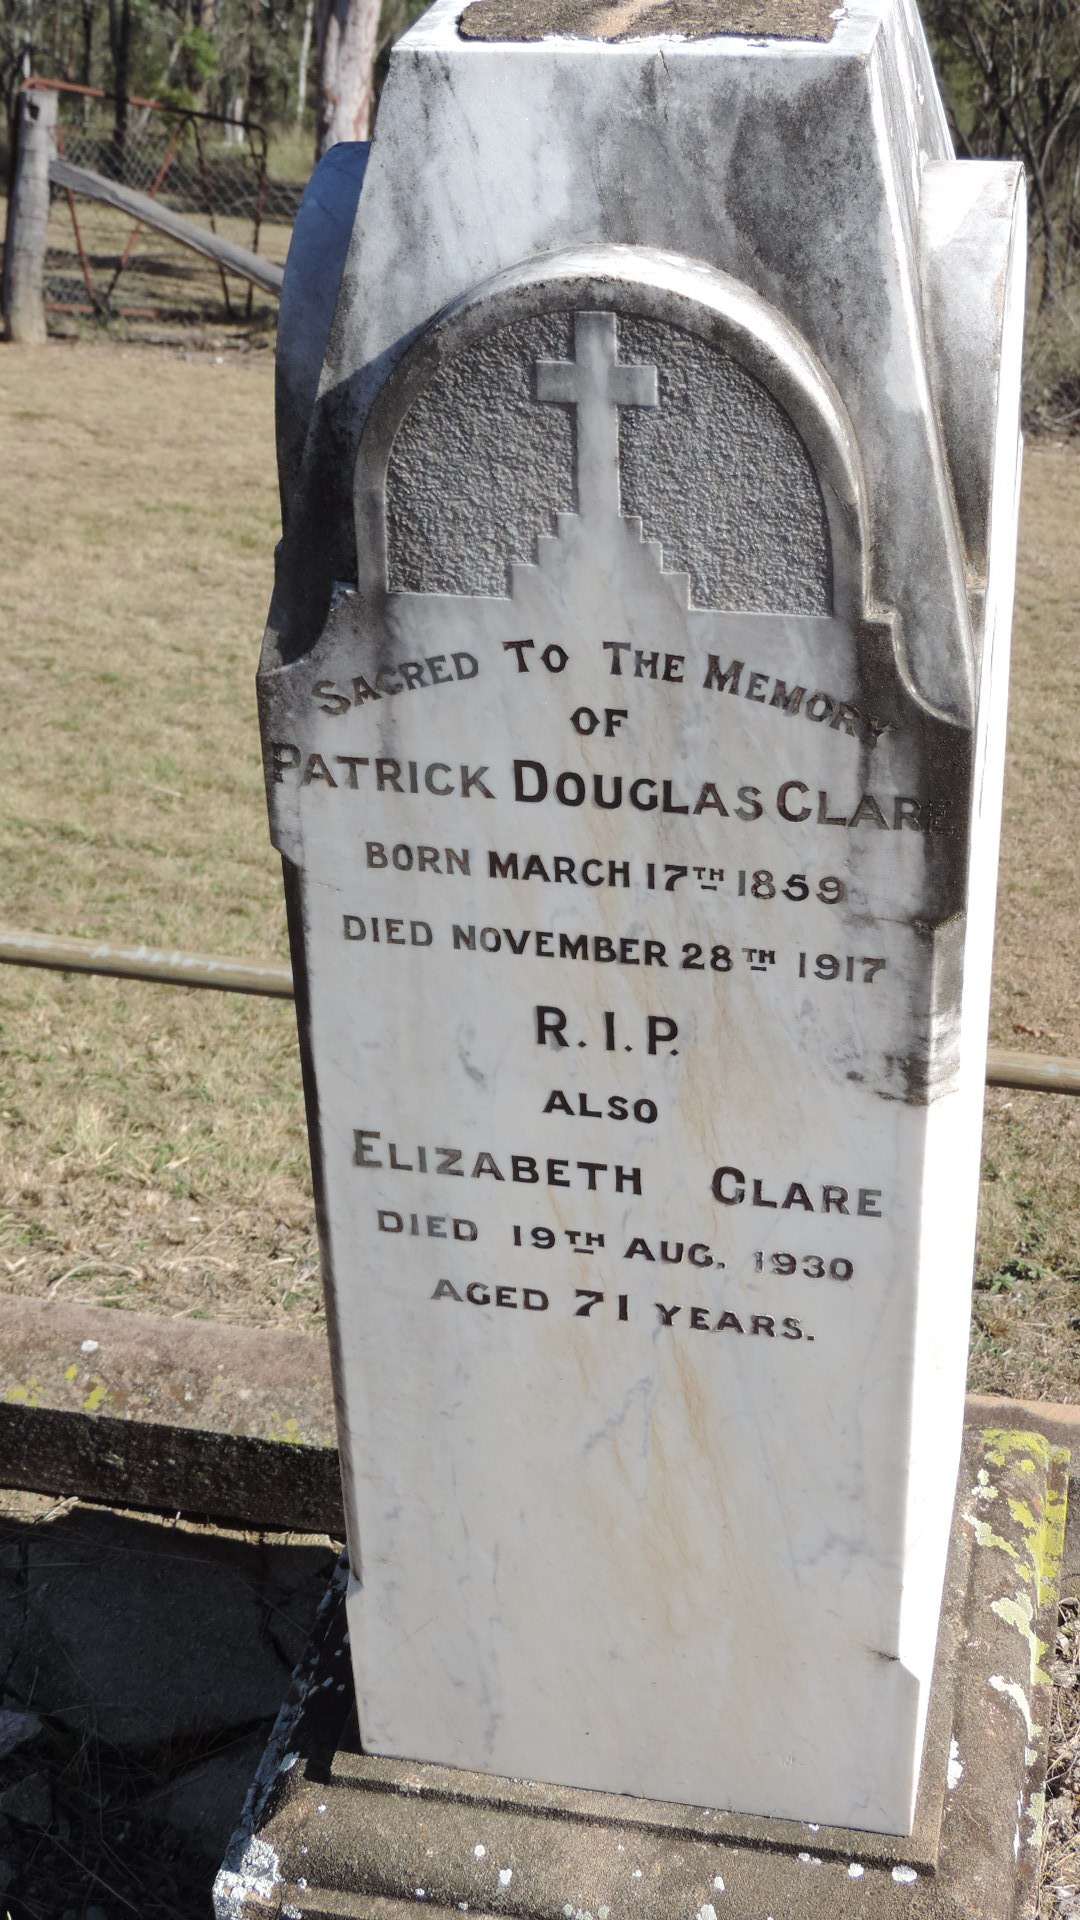 SACRED TO THE MEMORY
OF
PATRICK DOUGLAS CLARE
BORN MARCH 17TH 1859
DIED NOVEMBER 28TH 1917
R.I.P.
ALSO
ELIZABETH CLARE
DIED 19TH AUG. 1930
AGED 71 YEARS.